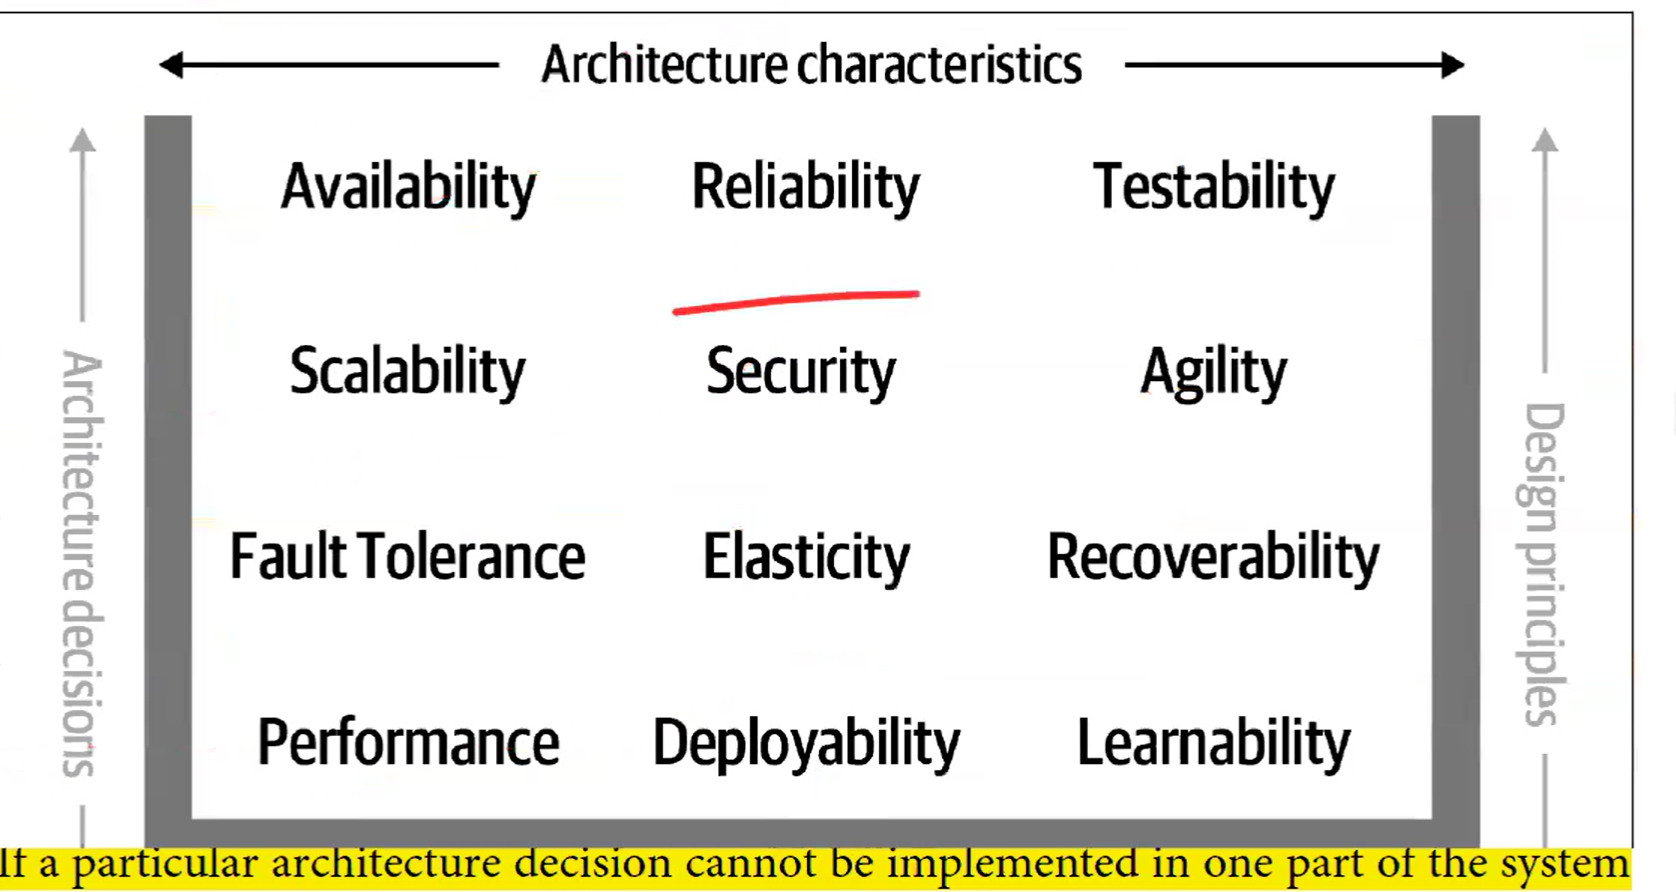 Architecture characteristics
Availability Reliability Testability
Scalability Security Agility
Fault Tolerance Elasticity Recoverability
Performance Deployability Learnability
Architecture decisions
Design principles
If a particular architecture decision cannot be implemented in one part of the system